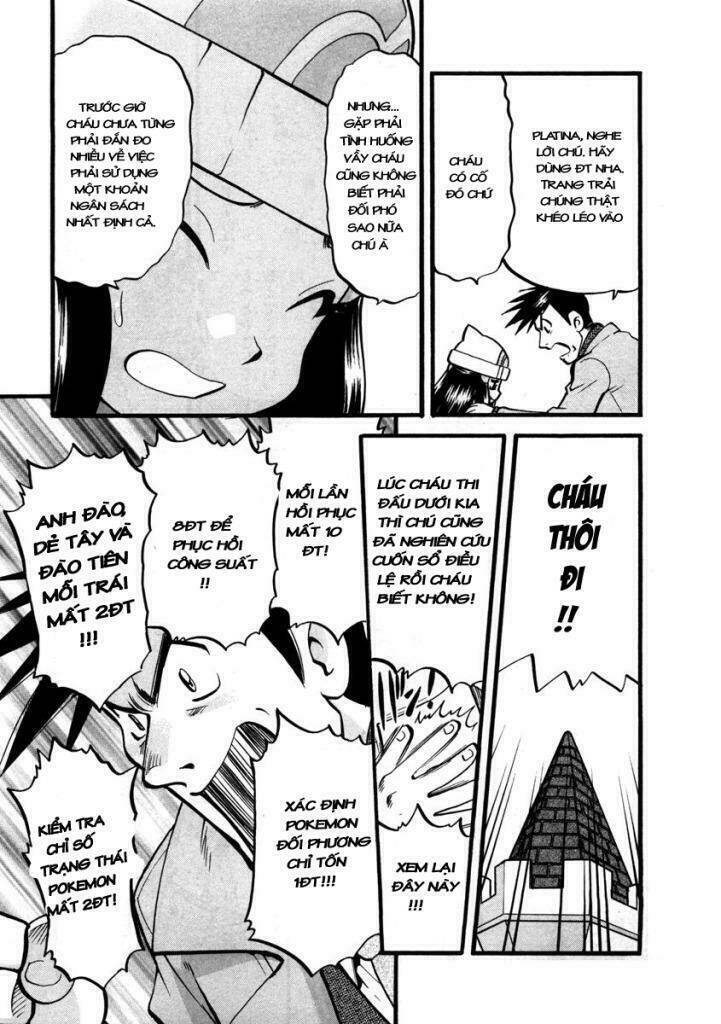 PLATINA, NGHE
LỜI CHÚ. HÃY
DÙNG ĐT NHA.
TRANG TRẢI
CHÚNG THẬT
KHÉO LÉO VÀO
CHÁU
CÓ CỐ
ĐÓ CHỨ
NHƯNG...
GẶP PHẢI
TÌNH HUỐNG
VẦY CHÁU
CŨNG KHÔNG
BIẾT PHẢI
ĐỐI PHÓ
SAO NỮA
CHÚ À
TRƯỚC GIỜ
CHÁU CHƯA TỪNG
PHẢI ĐẮN ĐO
NHIỀU VỀ VIỆC
PHẢI SỬ DỤNG
MỘT KHOẢN
NGÂN SÁCH
NHẤT ĐỊNH CẢ.
CHÁU
THÔI
ĐI
!!
LÚC CHÁU THI
ĐẤU DƯỚI KIA
THÌ CHÚ CŨNG
ĐÃ NGHIÊN CỨU
CUỐN SỔ ĐIỀU
LỆ RỒI CHÁU
BIẾT KHÔNG!
XEM LẠI
ĐÂY NÀY
!!!
MỖI LẦN
HỒI PHỤC
MẤT 10
ĐT!
8ĐT ĐỂ
PHỤC HỒI
CÔNG SUẤT
!!
ANH ĐÀO,
DẺ TÂY VÀ
ĐÀO TIÊN
MỖI TRÁI
MẤT 2ĐT
!!!
XÁC ĐỊNH
POKEMON
ĐỐI PHƯƠNG
CHỈ TỐN
1ĐT!!!
KIỂM TRA
CHỈ SỐ
TRẠNG THÁI
POKEMON
MẤT 2ĐT!